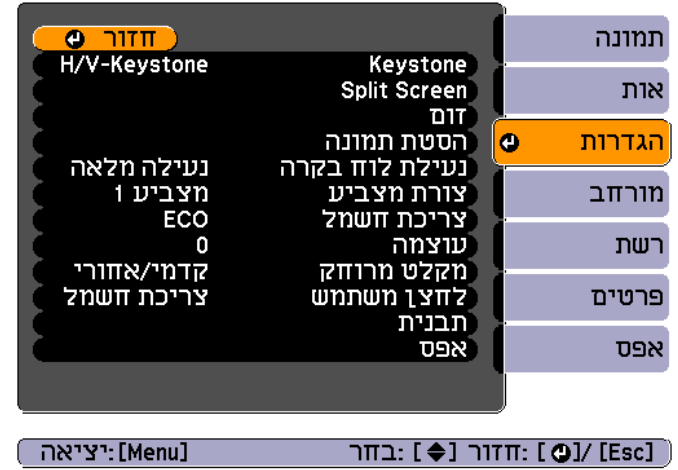 חזור
Keystone H/V-Keystone
Split Screen
זום
הסטת תמונה
נעילת לוח בקרה נעילה מלאה
צורת מצביע מצביע 1
צריכת חשמל ECO
עוצמה 0
מקלט מרוחק קדמי/אחורי
לחצן משתמש צריכת חשמל
תבנית
אפס
תמונה
אות
הגדרות
מורחב
רשת
פרטים
אפס
[Esc] /[ ]:חזור [ ]:בחר [Menu]:יציאה